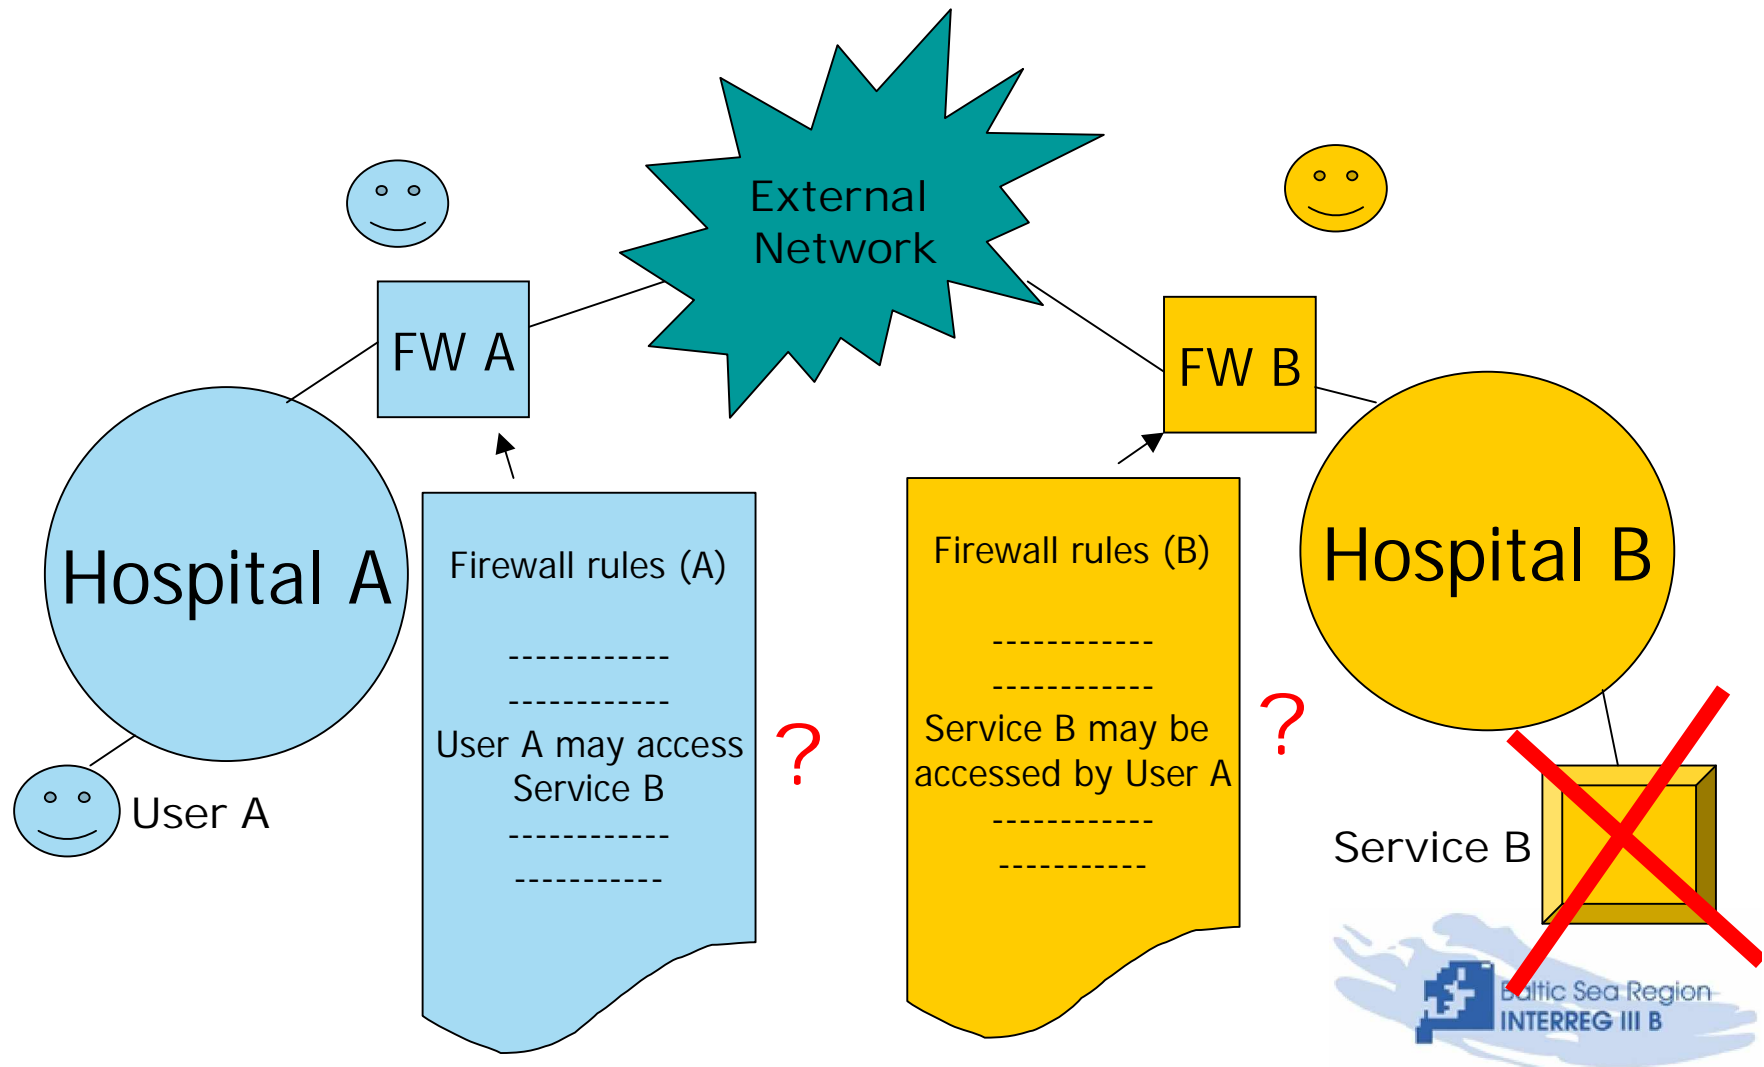 External
Network
FW A
FW B
Hospital A
Firewall rules (A)
------------
------------
User A may access
Service B
------------
-----------
?
Firewall rules (B)
------------
------------
Service B may be
accessed by User A
------------
-----------
?
Hospital B
User A
Service B
Baltic Sea Region
INTERREG III B